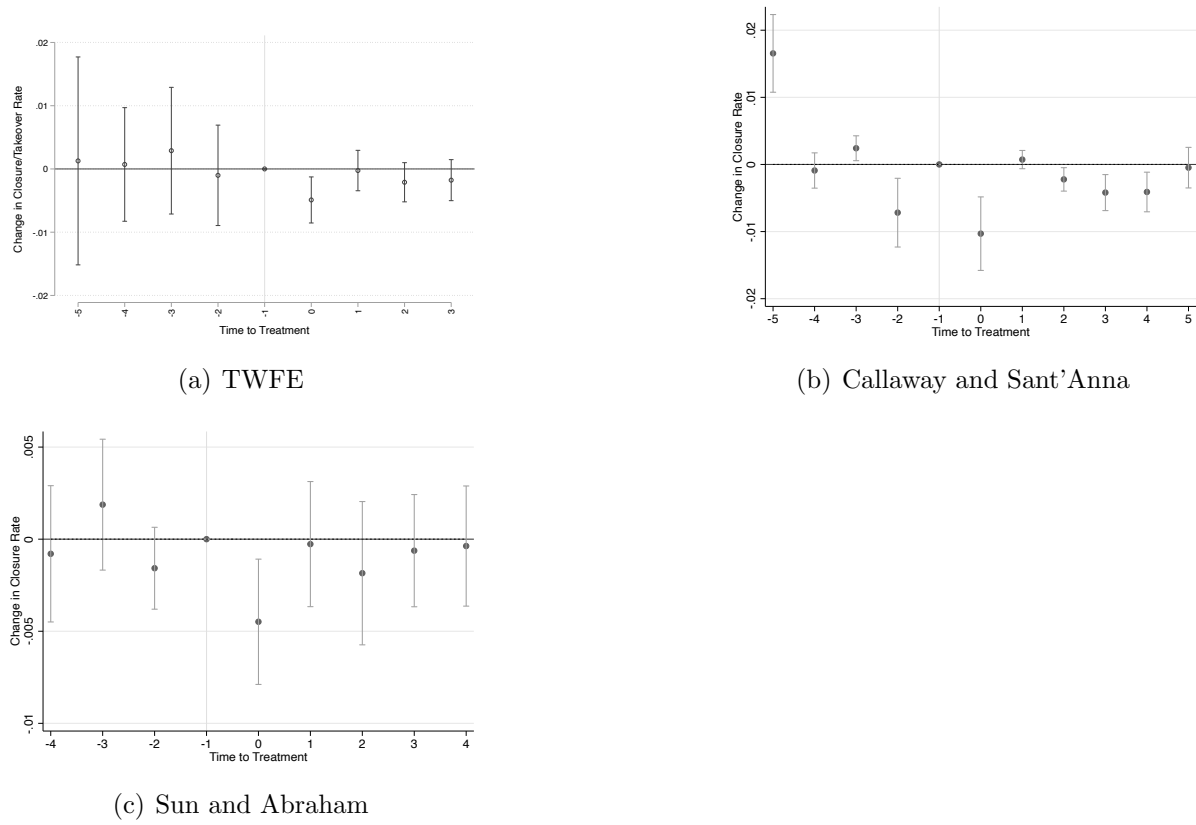 Change in Closure/Takeover Rate
.02
.01
0
-.01
-.02
-5 -4 -3 -2 -1 0 1 2 3
Time to Treatment
(a) TWFE
Change in Closure Rate
.02
.01
0
-.01
-.02
-5 -4 -3 -2 -1 0 1 2 3 4 5
Time to Treatment
(b) Callaway and Sant'Anna
Change in Closure Rate
.005
0
-.005
-.01
-4 -3 -2 -1 0 1 2 3 4
Time to Treatment
(c) Sun and Abraham